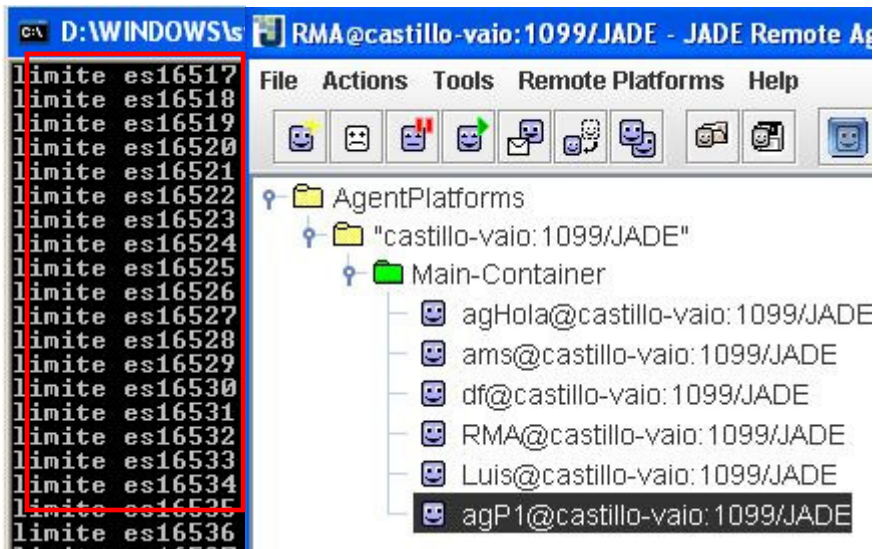 D:\WINDOWS\s
limite es16517
limite es16518
limite es16519
limite es16520
limite es16521
limite es16522
limite es16523
limite es16524
limite es16525
limite es16526
limite es16527
limite es16528
limite es16529
limite es16530
limite es16531
limite es16532
limite es16533
limite es16534
limite es16535
limite es16536
RMA@castillo-vaio:1099/JADE - JADE Remote Ag
File Actions Tools Remote Platforms Help
AgentPlatforms
"castillo-vaio:1099/JADE"
Main-Container
agHola@castillo-vaio:1099/JADE
ams@castillo-vaio:1099/JADE
df@castillo-vaio:1099/JADE
RMA@castillo-vaio:1099/JADE
Luis@castillo-vaio:1099/JADE
agP1@castillo-vaio:1099/JADE